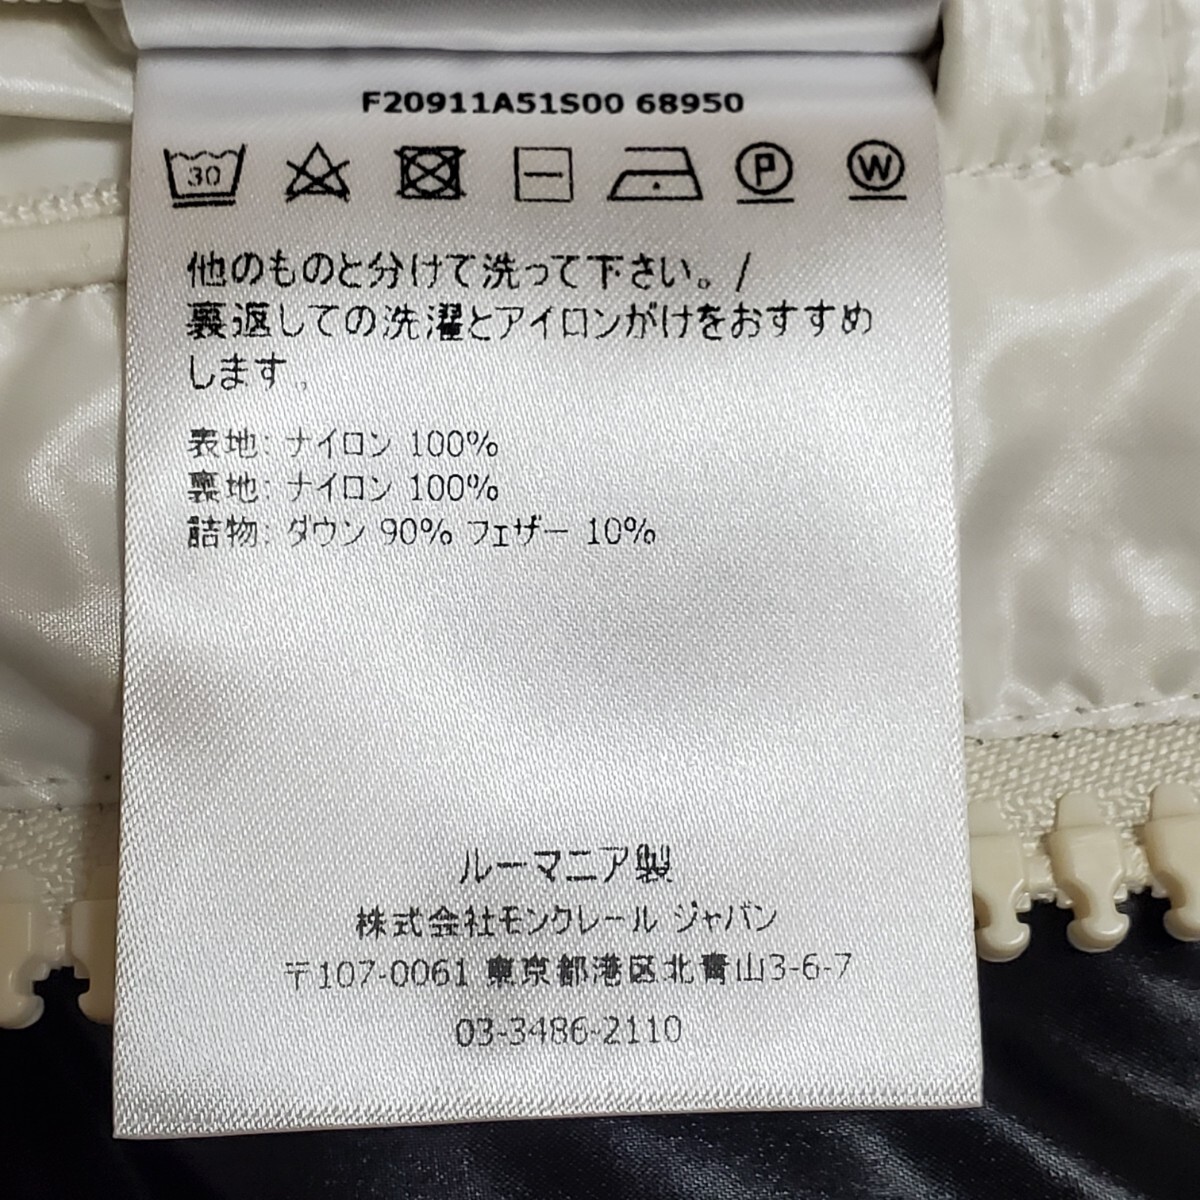 F20911A51S00 68950
30 P W
他のものと分けて洗って下さい。/
裏返しての洗濯とアイロンがけをおすすめ
します。
表地: ナイロン 100%
裏地: ナイロン 100%
詰物: ダウン 90% フェザー 10%
ルーマニア製
株式会社モンクレール ジャパン
〒107-0061 東京都港区北青山3-6-7
03-3486-2110